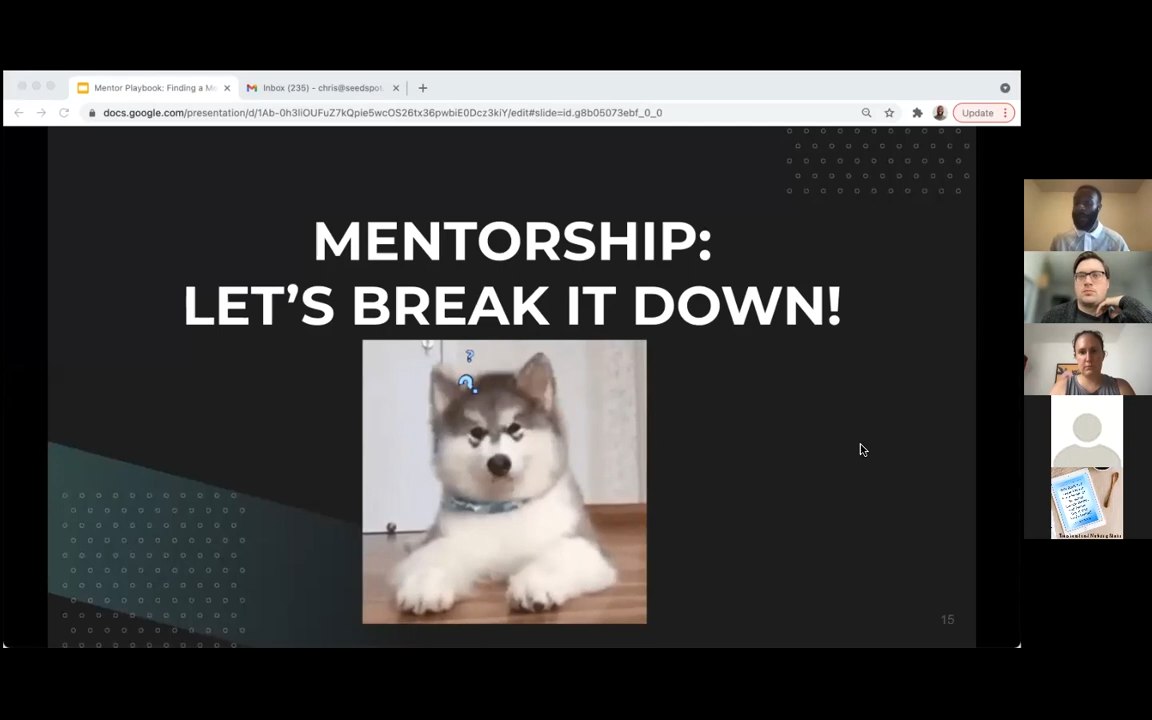 Mentor Playbook: Finding a Me
Inbox (235) - chris@seedspot.
docs.google.com/presentation/d/1Ab-0h3liOUFuZ7kQpie5wcOS26tx36pwbiE0Dcz3kiY/edit#slide=id.g8b05073ebf_0_0
Update
MENTORSHIP:
LET’S BREAK IT DOWN!
?
?
15